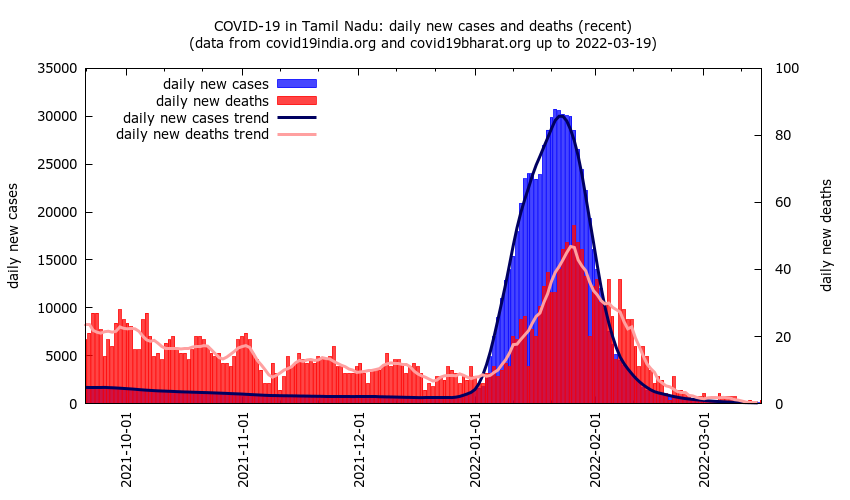 COVID-19 in Tamil Nadu: daily new cases and deaths (recent)
(data from covid19india.org and covid19bharat.org up to 2022-03-19)
daily new cases
daily new deaths
daily new cases trend
daily new deaths trend
35000
30000
25000
20000
15000
10000
5000
0
100
80
60
40
20
0
daily new cases
daily new deaths
2021-10-01
2021-11-01
2021-12-01
2022-01-01
2022-02-01
2022-03-01